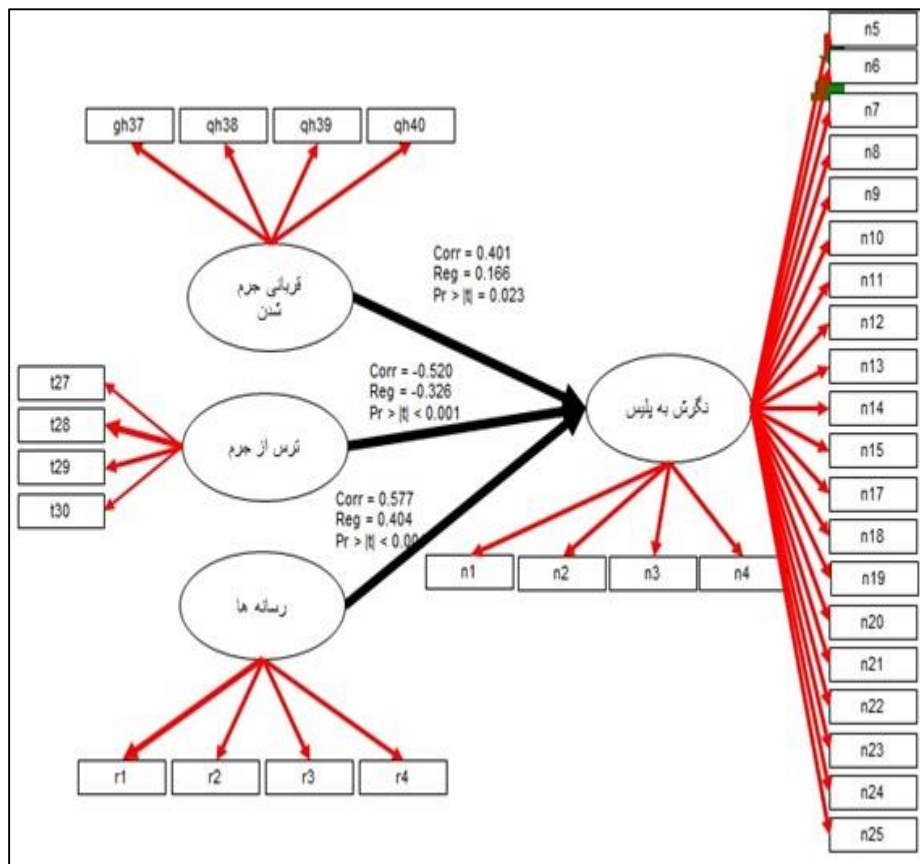 n5
n6
n7
n8
n9
n10
n11
n12
n13
n14
n15
n17
n18
n19
n20
n21
n22
n23
n24
n25
gh37
qh38
qh39
qh40
قربانی جرم
شدن
Corr = 0.401
Reg = 0.166
Pr > |t| = 0.023
t27
t28
t29
t30
ترس از جرم
Corr = -0.520
Reg = -0.326
Pr > |t| < 0.001
نگرش به پلیس
Corr = 0.577
Reg = 0.404
Pr > |t| < 0.00
n1
n2
n3
n4
رسانه ها
r1
r2
r3
r4